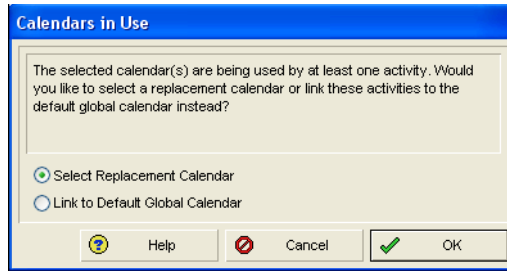 Calendars in Use
The selected calendar(s) are being used by at least one activity. Would
you like to select a replacement calendar or link these activities to the
default global calendar instead?
Select Replacement Calendar
Link to Default Global Calendar
Help Cancel OK